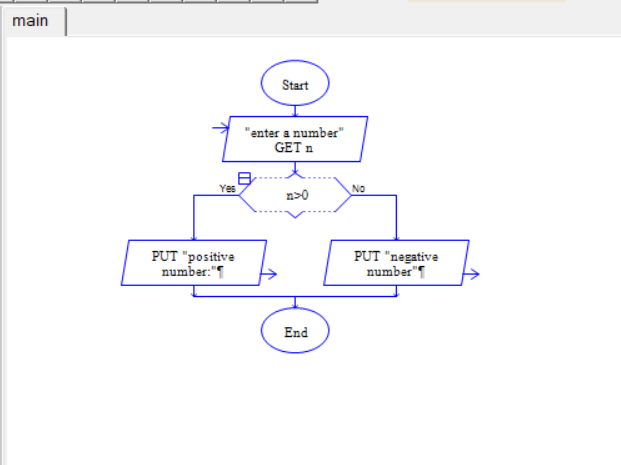 main
Start
"enter a number"
GET n
Yes
n>0
No
PUT "positive
number:"¶
PUT "negative
number"¶
End